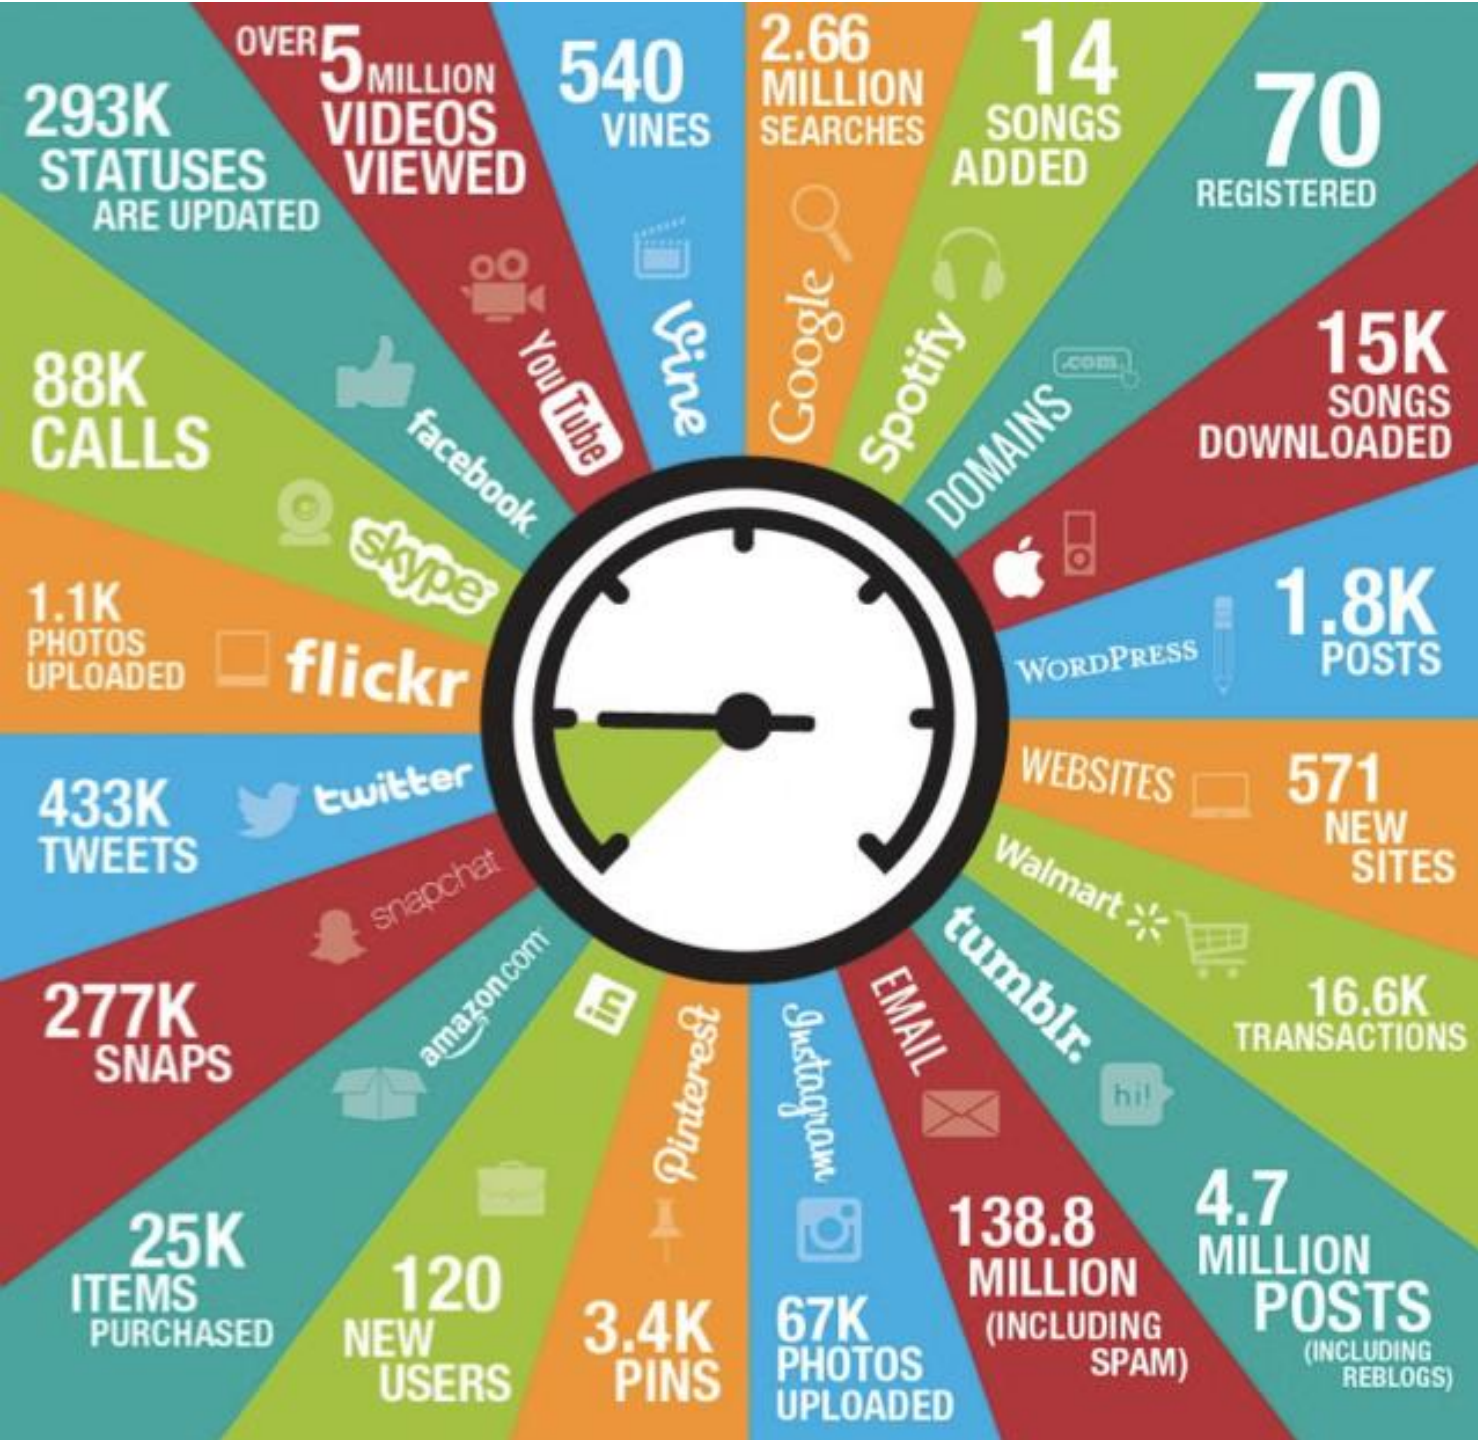 293K
STATUSES
ARE UPDATED
facebook
OVER 5 MILLION
VIDEOS
VIEWED
YouTube
540
VINES
Vine
2.66
MILLION
SEARCHES
Google
14
SONGS
ADDED
Spotify
70
REGISTERED
.com
DOMAINS
15K
SONGS
DOWNLOADED
1.8K
POSTS
WORDPRESS
571
NEW
SITES
WEBSITES
Walmart
16.6K
TRANSACTIONS
tumblr.
hi!
4.7
MILLION
POSTS
(INCLUDING
REBLOGS)
EMAIL
138.8
MILLION
(INCLUDING
SPAM)
Instagram
67K
PHOTOS
UPLOADED
Pinterest
3.4K
PINS
in
120
NEW
USERS
amazon.com
25K
ITEMS
PURCHASED
snapchat
277K
SNAPS
twitter
433K
TWEETS
flickr
1.1K
PHOTOS
UPLOADED
skype
88K
CALLS